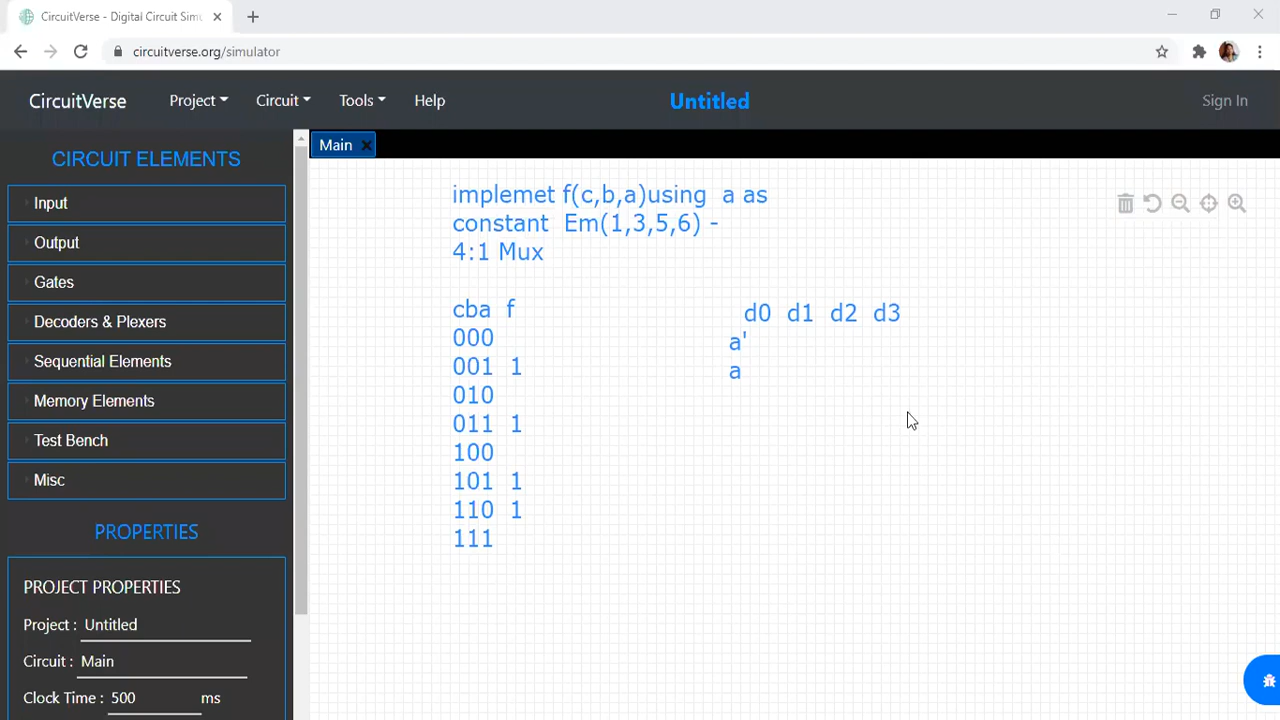 CircuitVerse - Digital Circuit Simu
circuitverse.org/simulator
CircuitVerse Project Circuit Tools Help Untitled Sign In
Main
CIRCUIT ELEMENTS
Input
Output
Gates
Decoders & Plexers
Sequential Elements
Memory Elements
Test Bench
Misc
PROPERTIES
PROJECT PROPERTIES
Project : Untitled
Circuit : Main
Clock Time : 500 ms
implemet f(c,b,a)using a as
constant Em(1,3,5,6) -
4:1 Mux
cba f
000
001 1
010
011 1
100
101 1
110 1
111
d0 d1 d2 d3
a'
a